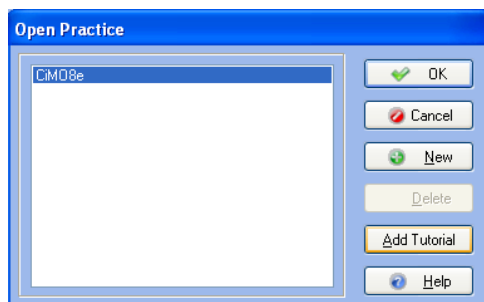 Open Practice
CiMO8e
OK
Cancel
New
Delete
Add Tutorial
Help